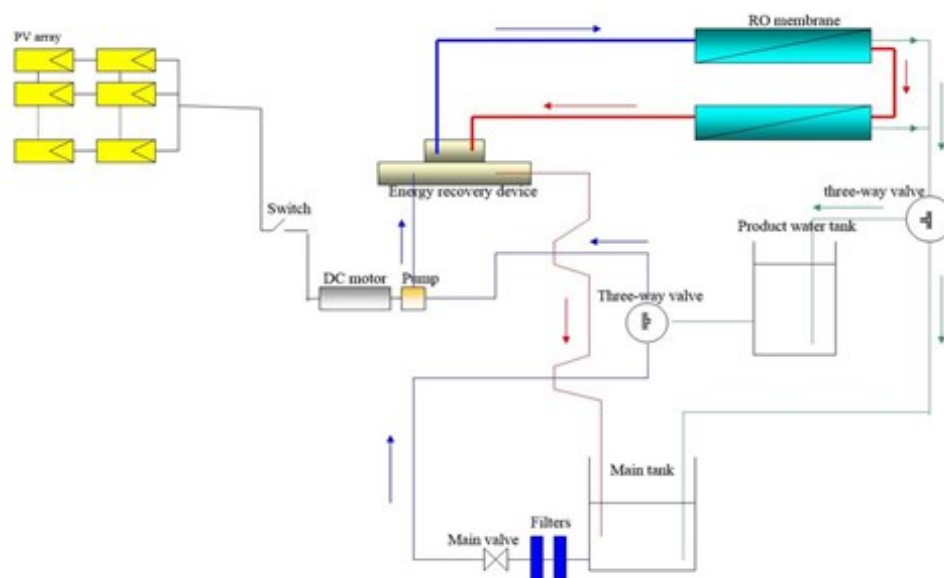 RO membrane
PV array
Energy recovery device
three-way valve
Switch
Product water tank
DC motor
Pump
Three-way valve
Main tank
Filters
Main valve